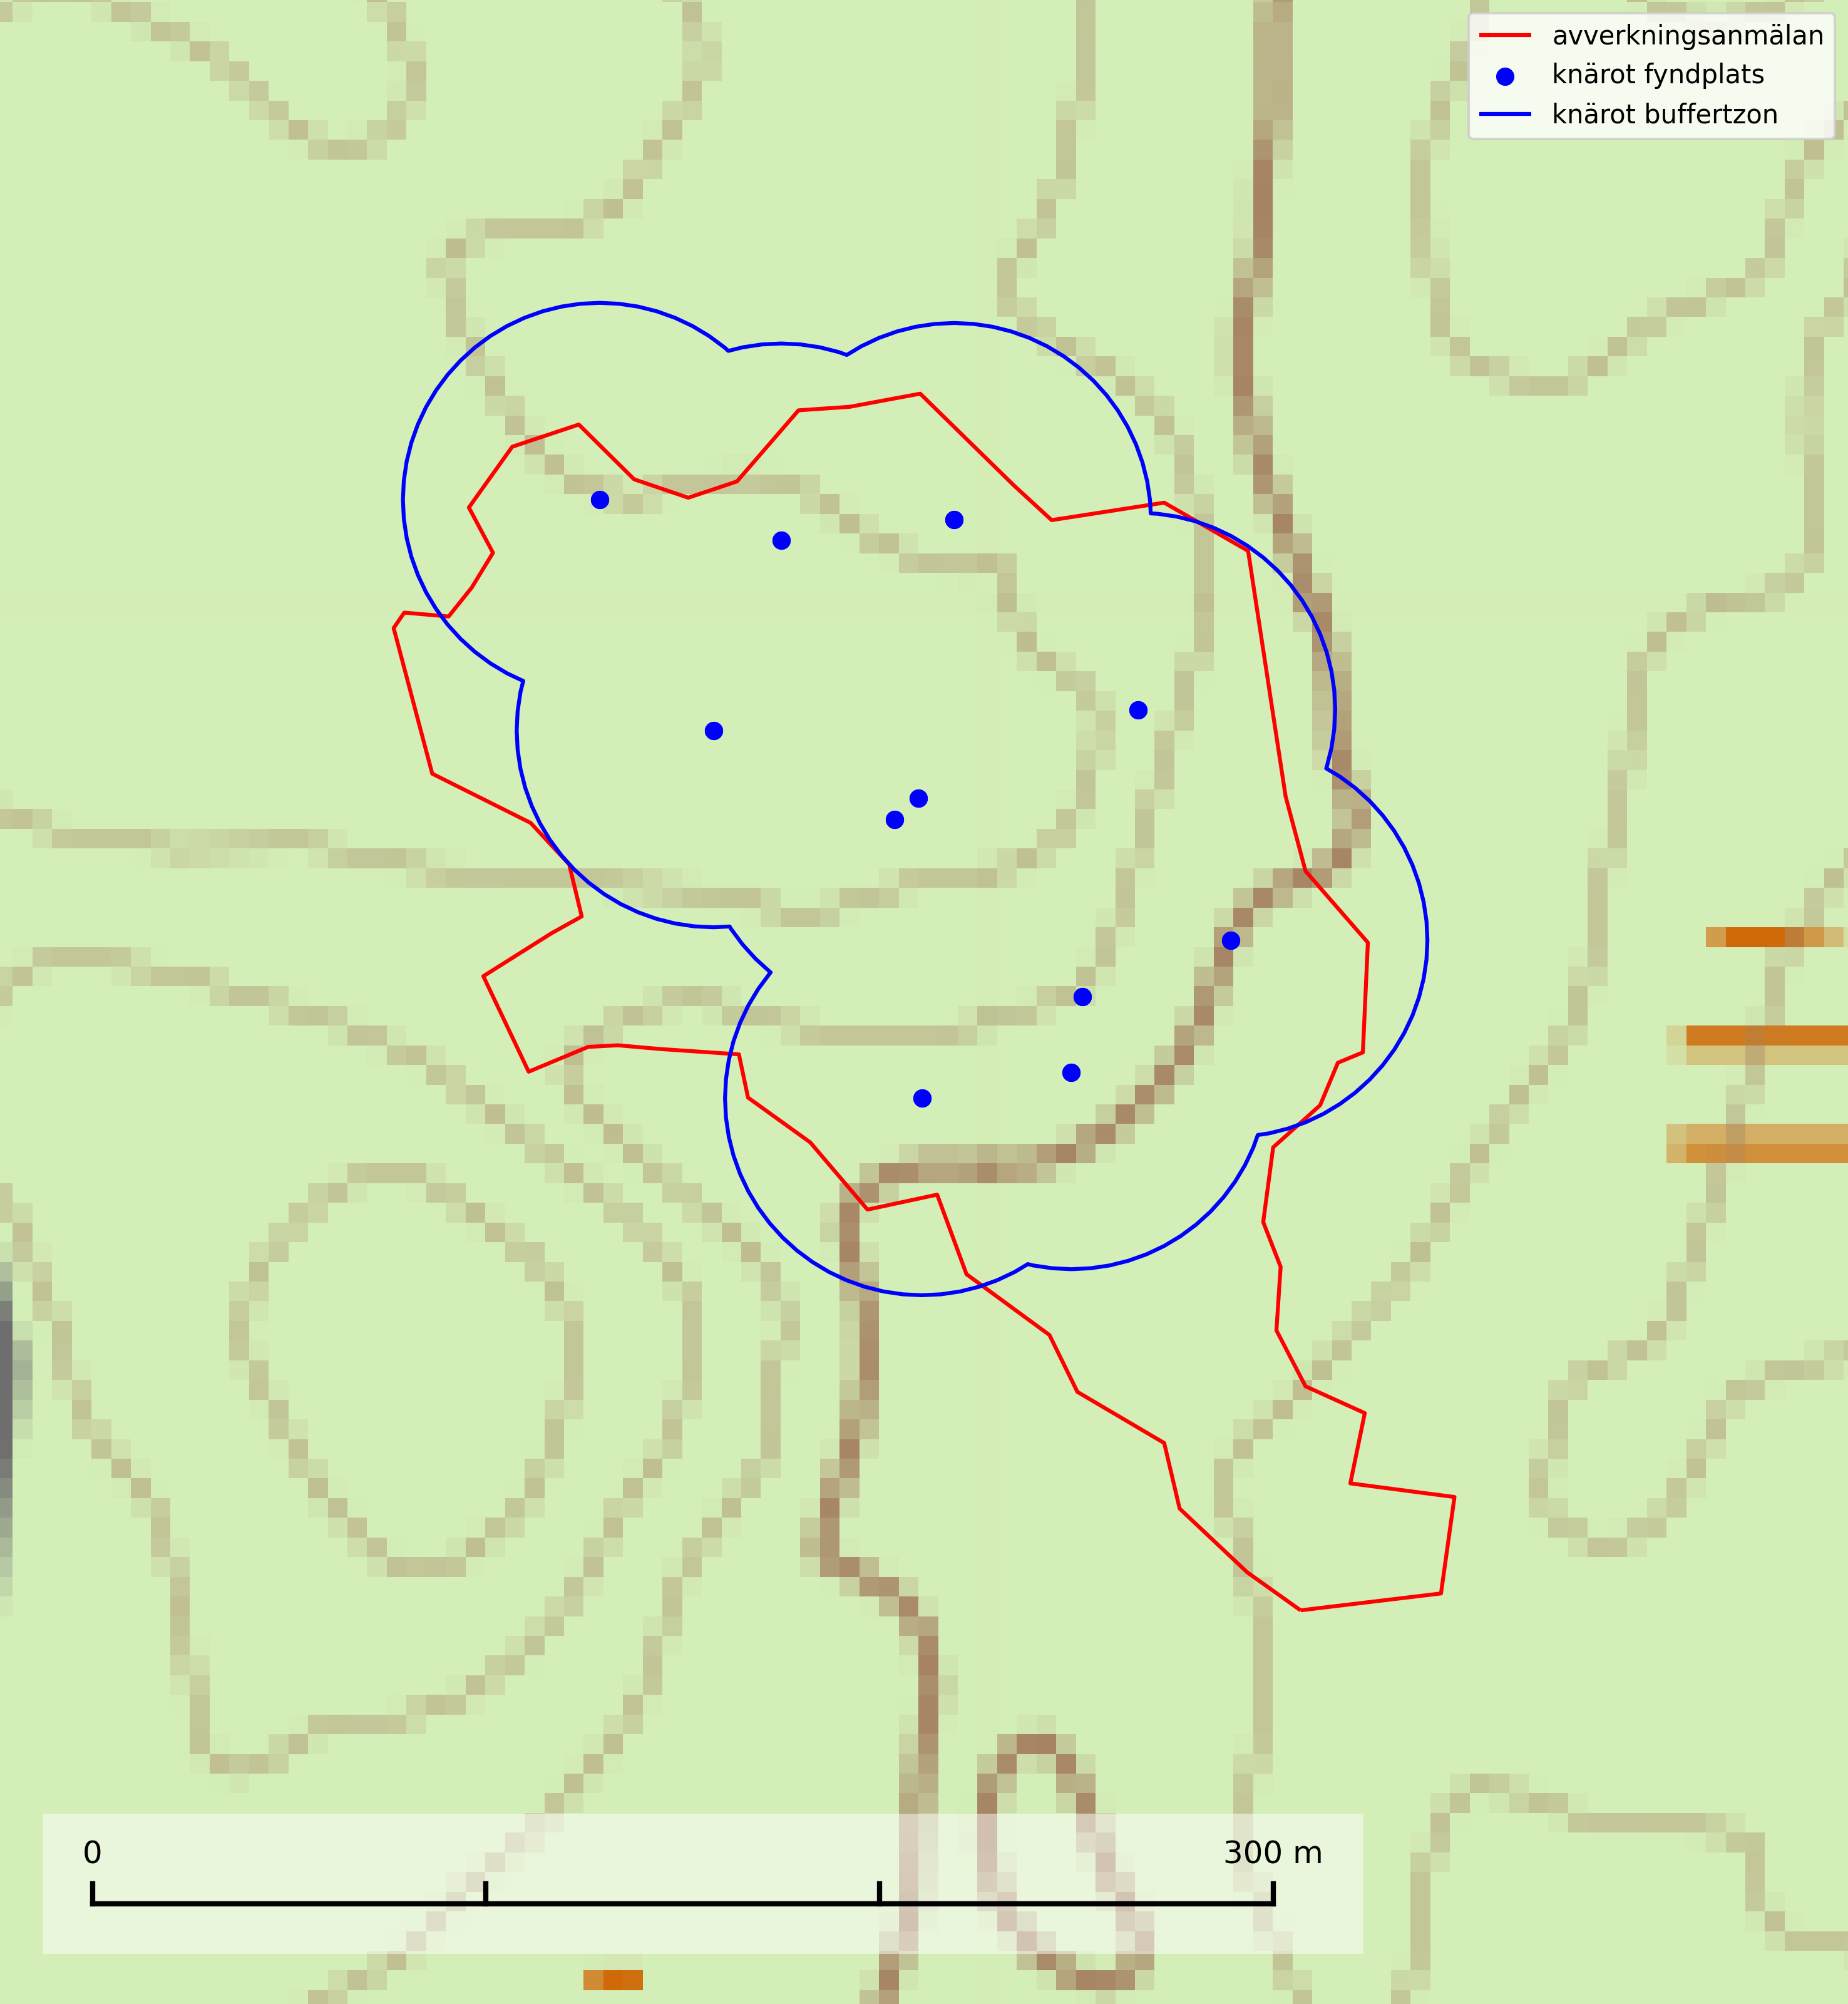 avverkningsanmälan
knärot fyndplats
knärot buffertzon
0 300 m